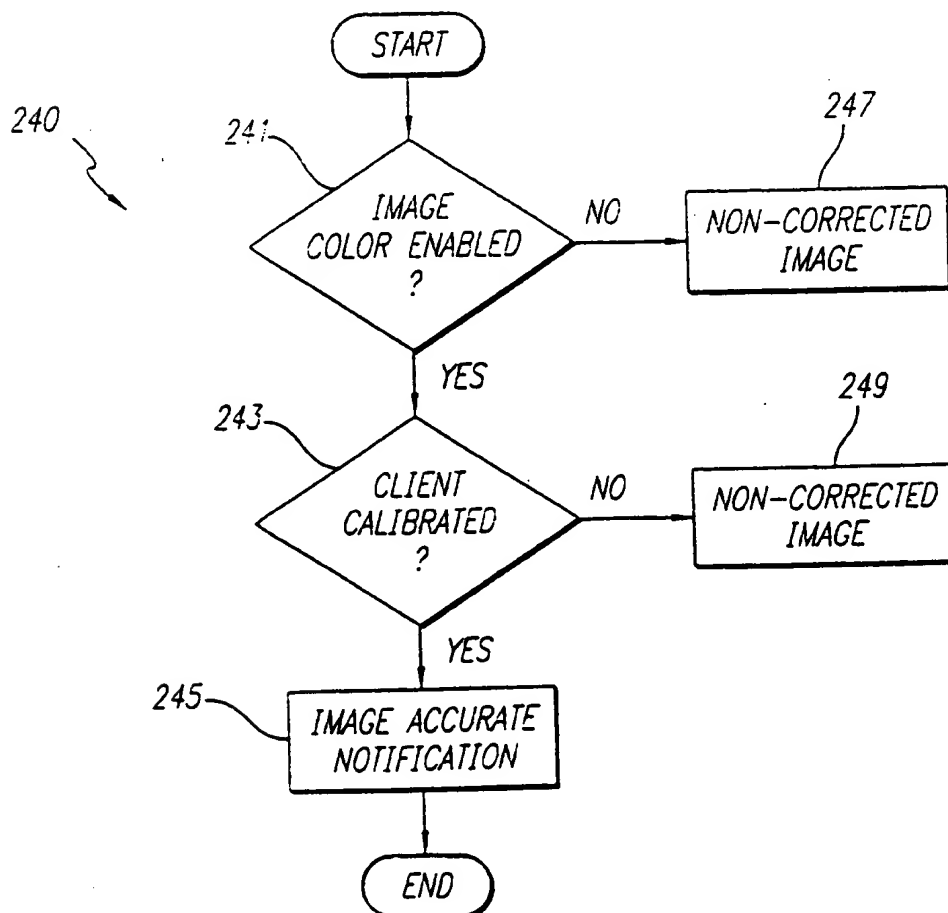 START
240
241
247
IMAGE
COLOR ENABLED
?
NO
NON-CORRECTED
IMAGE
YES
243
249
CLIENT
CALIBRATED
?
NO
NON-CORRECTED
IMAGE
YES
245
IMAGE ACCURATE
NOTIFICATION
END